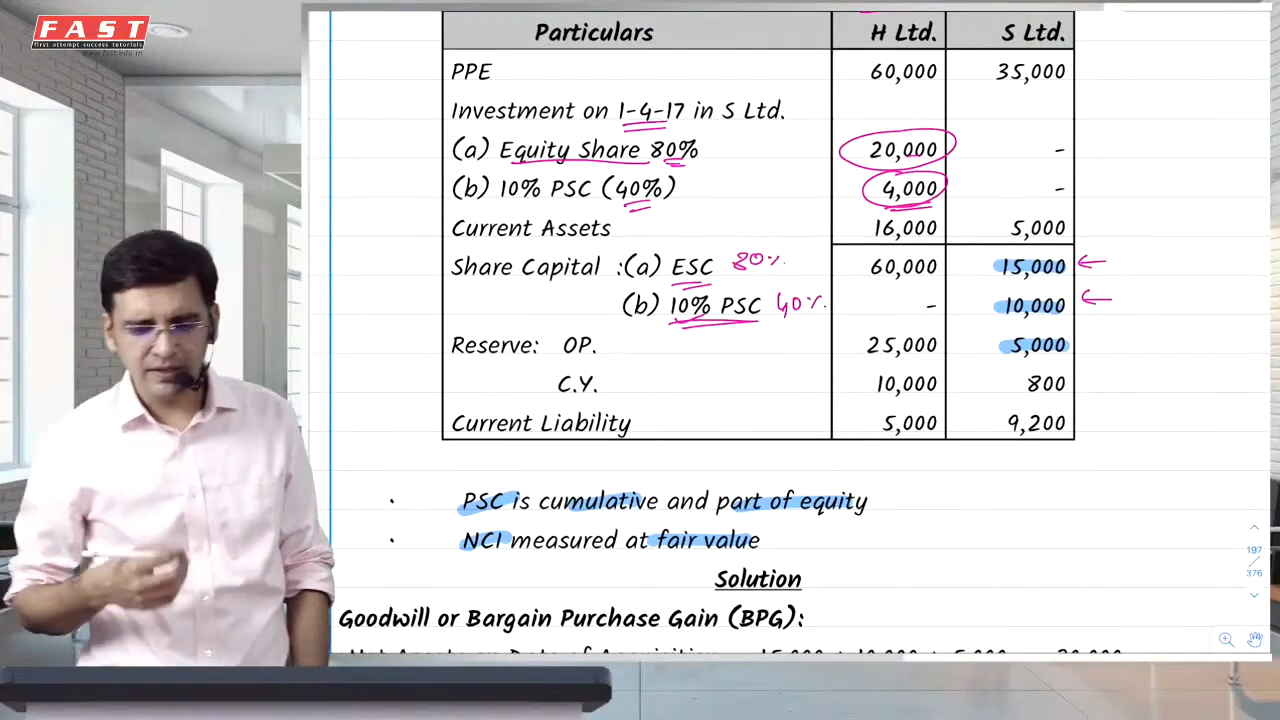 FAST
first attempt success tutorials
www.fast.edu.in
Particulars H Ltd. S Ltd.
PPE 60,000 35,000
Investment on 1-4-17 in S Ltd.
(a) Equity Share 80% 20,000 -
(b) 10% PSC (40%) 4,000 -
Current Assets 16,000 5,000
Share Capital :(a) ESC 80% 60,000 15,000
(b) 10% PSC 40% - 10,000
Reserve: OP. 25,000 5,000
C.Y. 10,000 800
Current Liability 5,000 9,200
· PSC is cumulative and part of equity
· NCI measured at fair value
197
/
376
Solution
Goodwill or Bargain Purchase Gain (BPG):